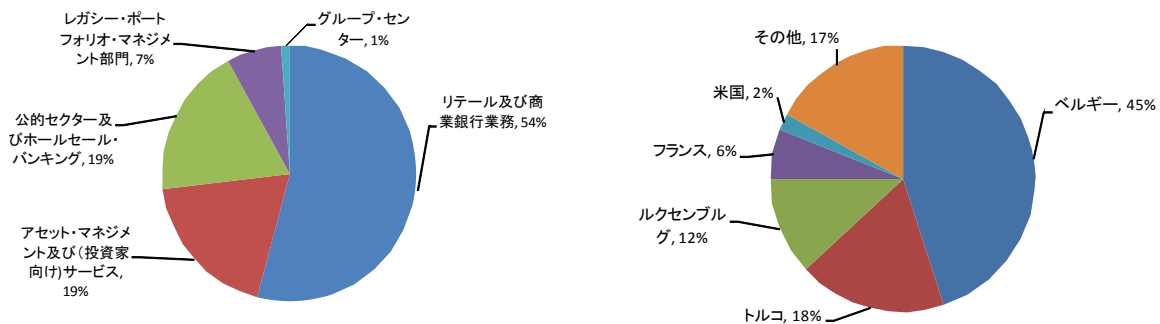 レガシー・ポート
フォリオ・マネジメ
ント部門, 7%
グループ・セン
ター, 1%
リテール及び商
業銀行業務, 54%
公的セクター及
びホールセール・
バンキング, 19%
アセット・マネジメ
ント及び(投資家
向け)サービス,
19%
その他, 17%
米国, 2%
フランス, 6%
ルクセンブル
グ, 12%
トルコ, 18%
ベルギー, 45%